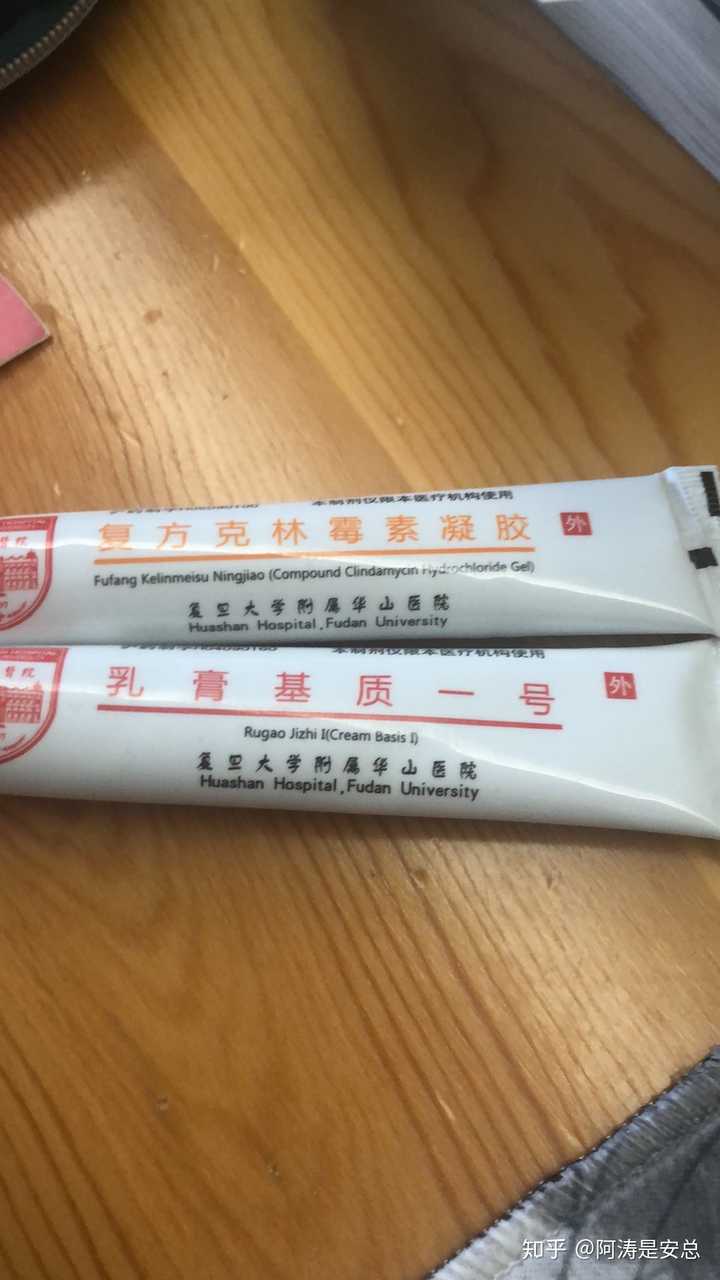 本制剂仅限本医疗机构使用
复方克林霉素凝胶
外
Fufang Kelinmeisu Ningjiao (Compound Clindamycin Hydrochloride Gel)
复旦大学附属华山医院
Huashan Hospital,Fudan University
本制剂仅限本医疗机构使用
乳膏基质一号
外
Rugao Jizhi I(Cream Basis I)
复旦大学附属华山医院
Huashan Hospital,Fudan University
知乎 @阿涛是安总